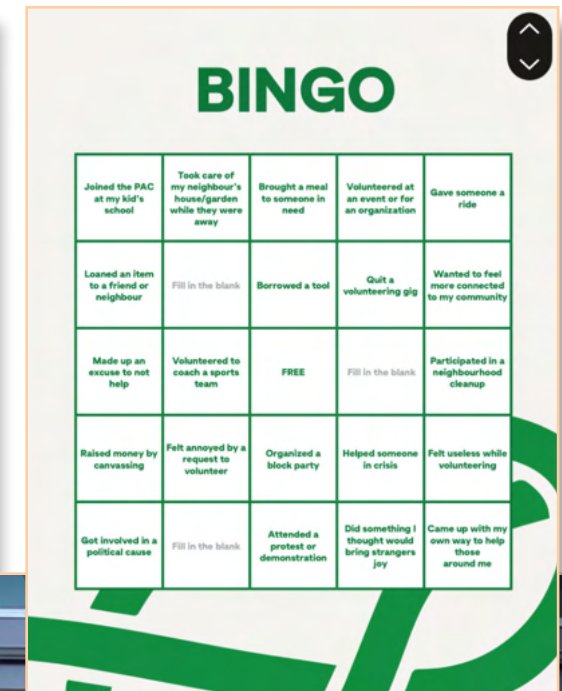 BINGO
Joined the PAC
at my kid's
school
Took care of
my neighbour's
house/garden
while they were
away
Brought a meal
to someone in
need
Volunteered at
an event or for
an organization
Gave someone a
ride
Loaned an item
to a friend or
neighbour
Fill in the blank
Borrowed a tool
Quit a
volunteering gig
Wanted to feel
more connected
to my community
Made up an
excuse to not
help
Volunteered to
coach a sports
team
FREE
Fill in the blank
Participated in a
neighbourhood
cleanup
Raised money by
canvassing
Felt annoyed by a
request to
volunteer
Organized a
block party
Helped someone
in crisis
Felt useless while
volunteering
Got involved in a
political cause
Fill in the blank
Attended a
protest or
demonstration
Did something I
thought would
bring strangers
joy
Came up with my
own way to help
those
around me